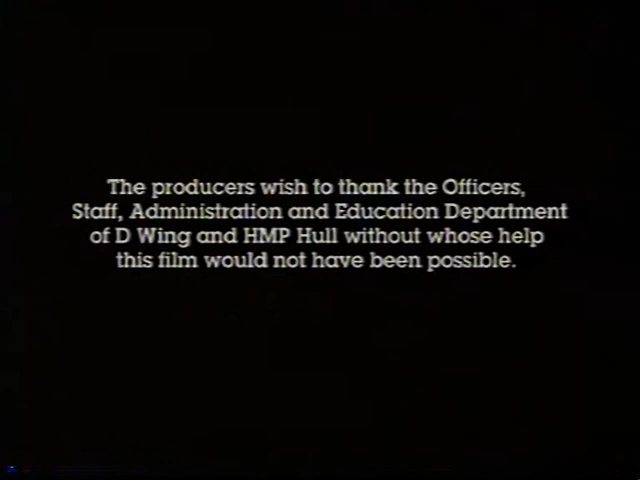 The producers wish to thank the Officers,
Staff, Administration and Education Department
of D Wing and HMP Hull without whose help
this film would not have been possible.